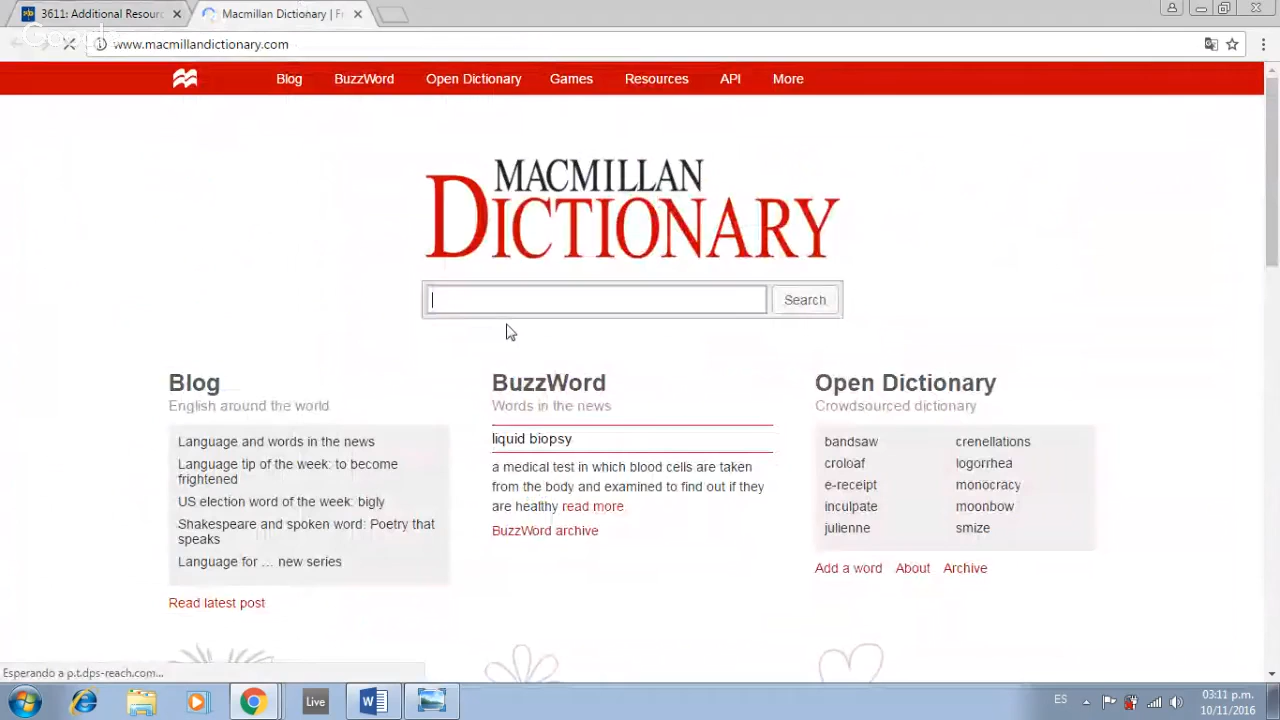 3611: Additional Resour
Macmillan Dictionary | Fr
Google
www.macmillandictionary.com
Blog BuzzWord Open Dictionary Games Resources API More
MACMILLAN
DICTIONARY
Search
Blog
English around the world
Language and words in the news
Language tip of the week: to become
frightened
US election word of the week: bigly
Shakespeare and spoken word: Poetry that
speaks
Language for … new series
Read latest post
BuzzWord
Words in the news
liquid biopsy
a medical test in which blood cells are taken
from the body and examined to find out if they
are healthy read more
BuzzWord archive
Open Dictionary
Crowdsourced dictionary
bandsaw crenellations
croloaf logorrhea
e-receipt monocracy
inculpate moonbow
julienne smize
Add a word About Archive
Esperando a p.t.dps-reach.com...
Live
ES
03:11 p.m.
10/11/2016